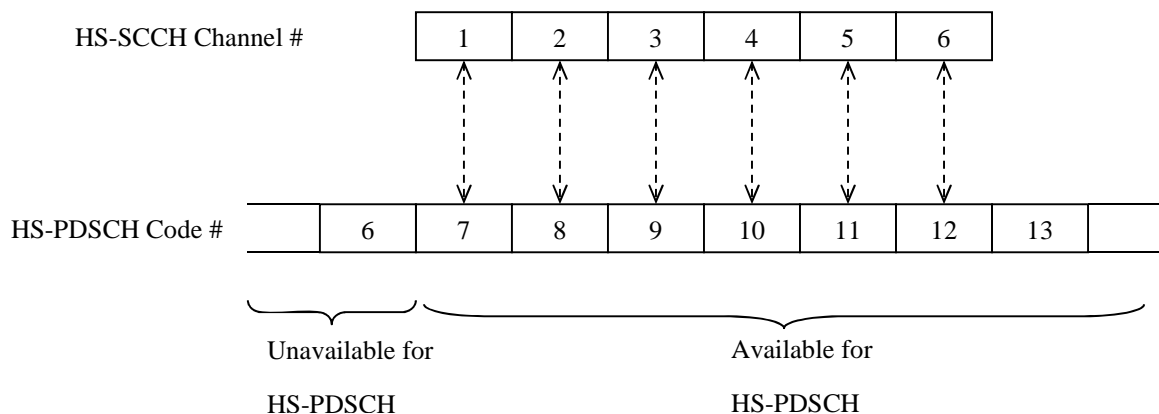 HS-SCCH Channel # 1 2 3 4 5 6
HS-PDSCH Code # 6 7 8 9 10 11 12 13
Unavailable for
HS-PDSCH
Available for
HS-PDSCH